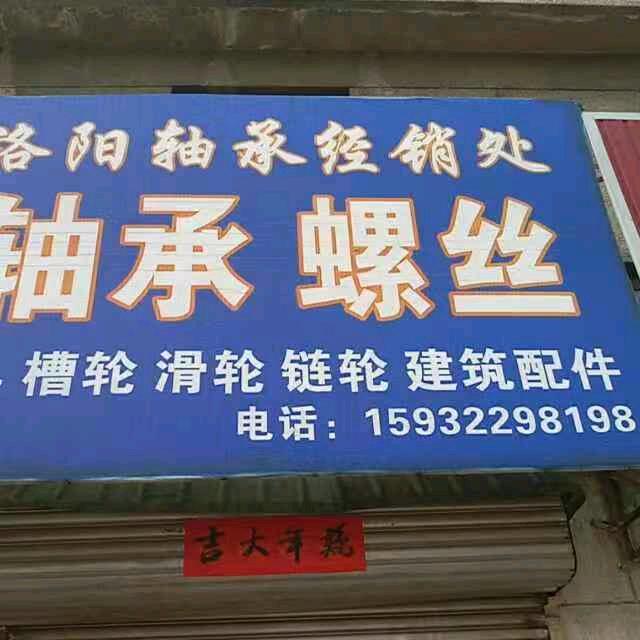 洛阳轴承经销处
轴承 螺丝
槽轮 滑轮 链轮 建筑配件
电话：15932298198
吉大年龍